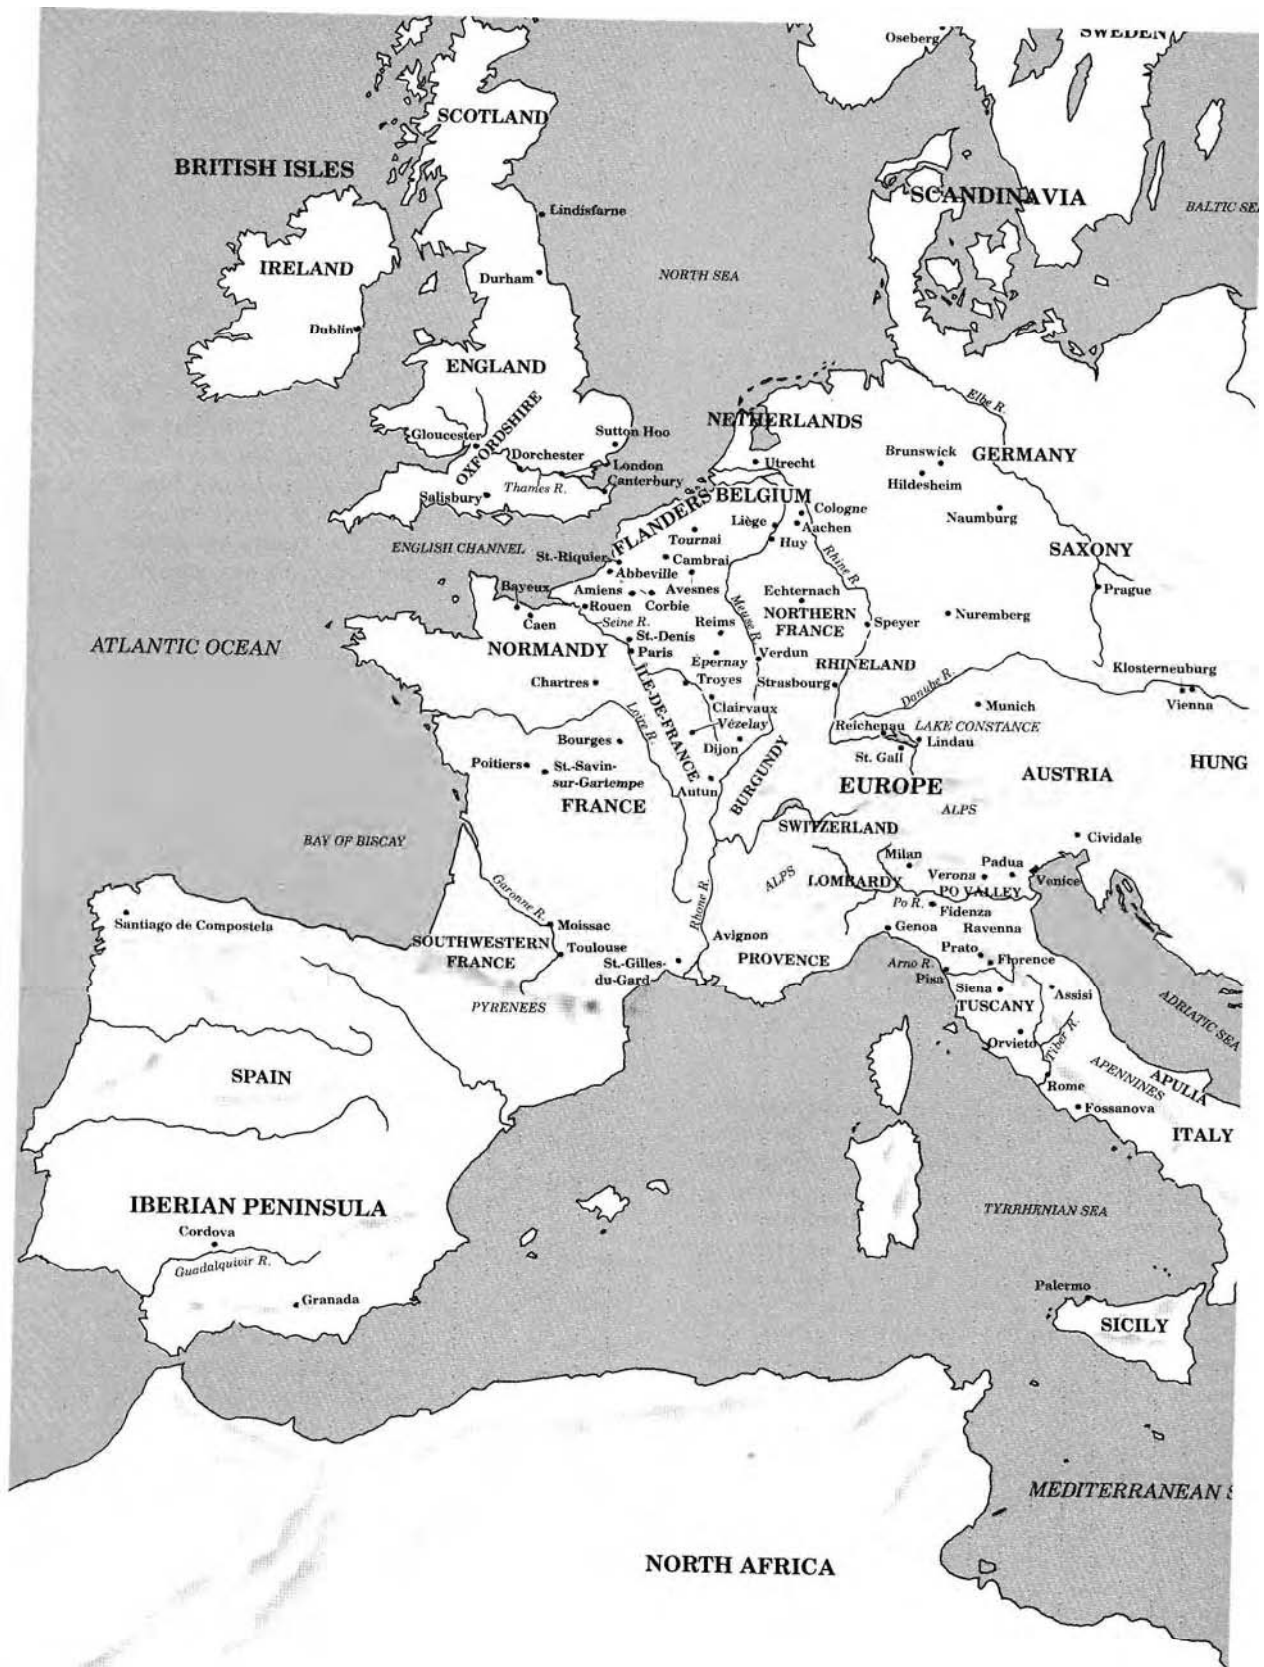 Oseberg
SWEDEN
SCOTLAND
BRITISH ISLES
SCANDINAVIA
BALTIC SE
Lindisfarne
IRELAND
Durham
NORTH SEA
Dublin
ENGLAND
Elbe R.
NETHERLANDS
OXFORDSHIRE
Gloucester
Sutton Hoo
Brunswick
GERMANY
Dorchester
London
Utrecht
Hildesheim
Thames R.
Canterbury
Salisbury
FLANDERS
BELGIUM
Cologne
Naumburg
Liège
Aachen
Tournai
Huy
ENGLISH CHANNEL
St.-Riquier
Cambrai
Rhine R.
SAXONY
Abbeville
Bayeux
Amiens
Avesnes
Echternach
Prague
Rouen
Corbie
Meuse R.
NORTHERN
FRANCE
Nuremberg
Caen
Seine R.
Reims
Speyer
ATLANTIC OCEAN
NORMANDY
St.-Denis
Paris
Épernay
Verdun
RHINELAND
Klosterneuburg
Chartres
ÎLE-DE-FRANCE
Troyes
Strasbourg
Danube R.
Munich
Vienna
Loire R.
Clairvaux
Vézelay
Reichenau
LAKE CONSTANCE
Bourges
Dijon
St. Gall
Lindau
Poitiers
St.-Savin-
sur-Gartempe
BURGUNDY
HUNG
AUSTRIA
EUROPE
Autun
FRANCE
ALPS
SWITZERLAND
BAY OF BISCAY
Cividale
Milan
Padua
ALPS
LOMBARDY
Verona
Venice
PO VALLEY
Garonne R.
Rhone R.
Po R.
Fidenza
Santiago de Compostela
Moissac
Avignon
Genoa
Ravenna
SOUTHWESTERN
FRANCE
Toulouse
St.-Gilles-
du-Gard
PROVENCE
Prato
Florence
Arno R.
Pisa
Siena
Assisi
PYRENEES
TUSCANY
ADRIATIC SEA
Orvieto
Tiber R.
SPAIN
APENNINES
APULIA
Rome
Fossanova
ITALY
IBERIAN PENINSULA
TYRRHENIAN SEA
Cordova
Guadalquivir R.
Palermo
Granada
SICILY
MEDITERRANEAN S
NORTH AFRICA